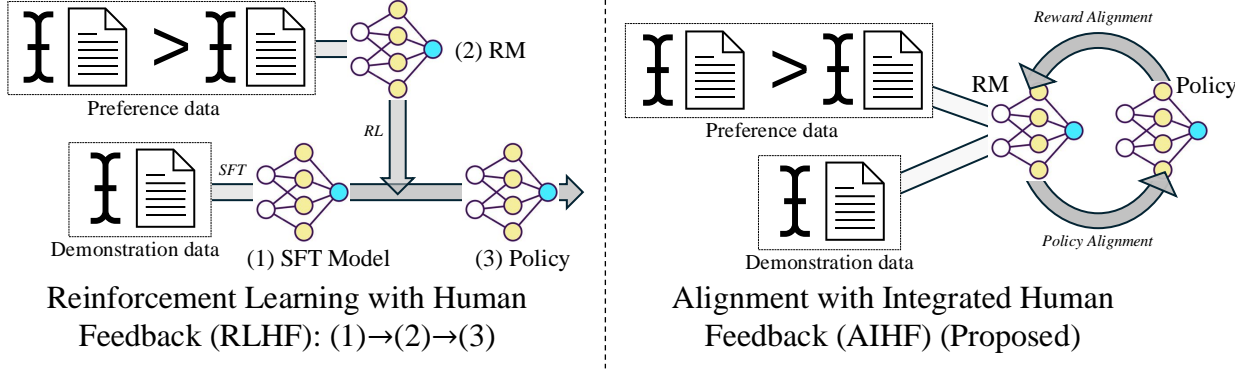 >
(2) RM
Preference data
RL
SFT
Demonstration data
(1) SFT Model
(3) Policy
Reinforcement Learning with Human
Feedback (RLHF): (1)→(2)→(3)
Reward Alignment
>
RM
Policy
Preference data
Policy Alignment
Demonstration data
Alignment with Integrated Human
Feedback (AIHF) (Proposed)